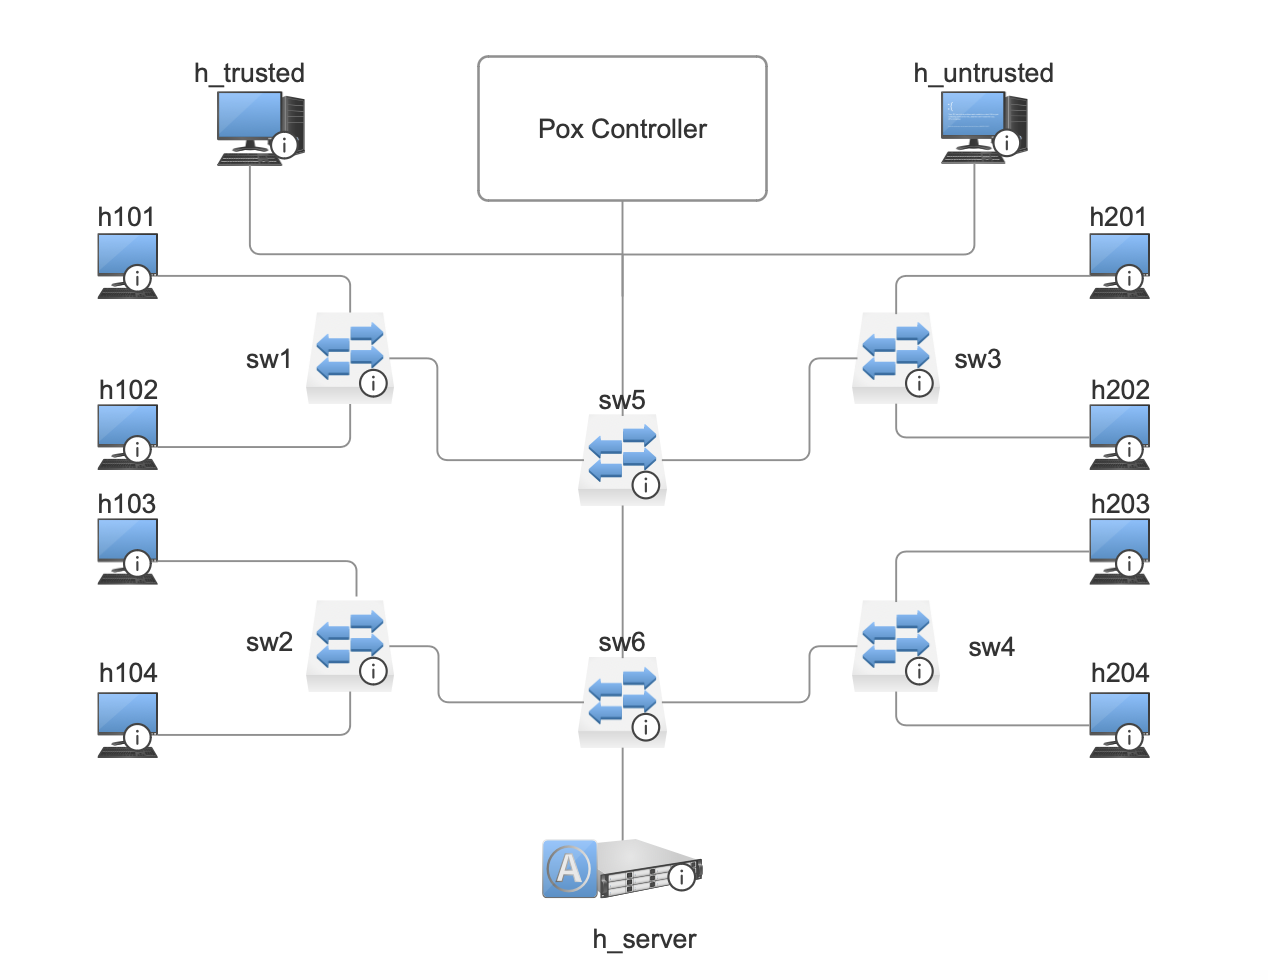 h_trusted
h_untrusted
Pox Controller
h101
h201
sw1
sw3
h102
h202
sw5
h103
h203
sw2
sw6
sw4
h104
h204
A
h_server